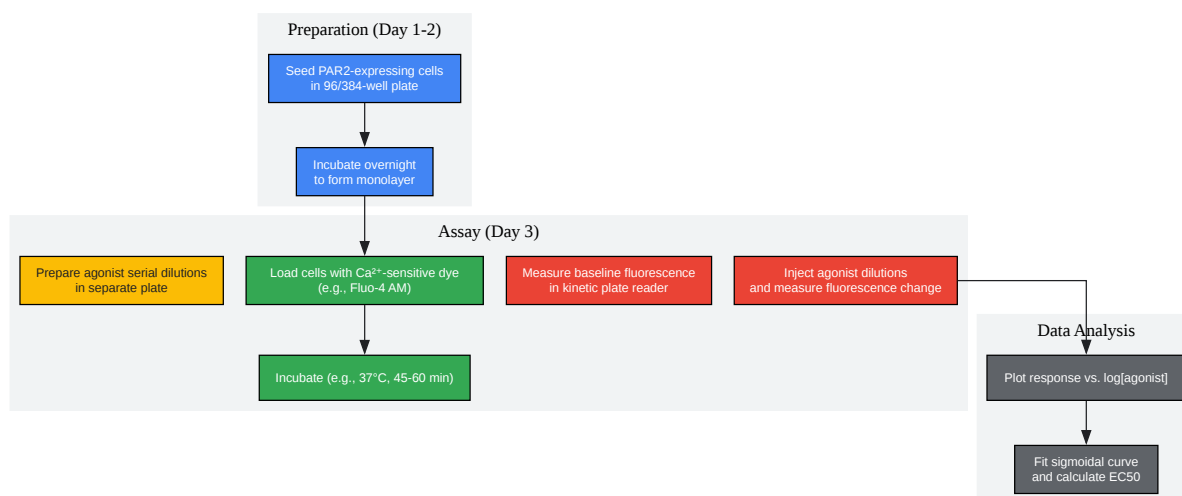 Preparation (Day 1-2)
Seed PAR2-expressing cells
in 96/384-well plate
Incubate overnight
to form monolayer
Assay (Day 3)
Prepare agonist serial dilutions
in separate plate
Load cells with Ca²⁺-sensitive dye
(e.g., Fluo-4 AM)
Measure baseline fluorescence
in kinetic plate reader
Inject agonist dilutions
and measure fluorescence change
Incubate (e.g., 37°C, 45-60 min)
Data Analysis
Plot response vs. log[agonist]
Fit sigmoidal curve
and calculate EC50